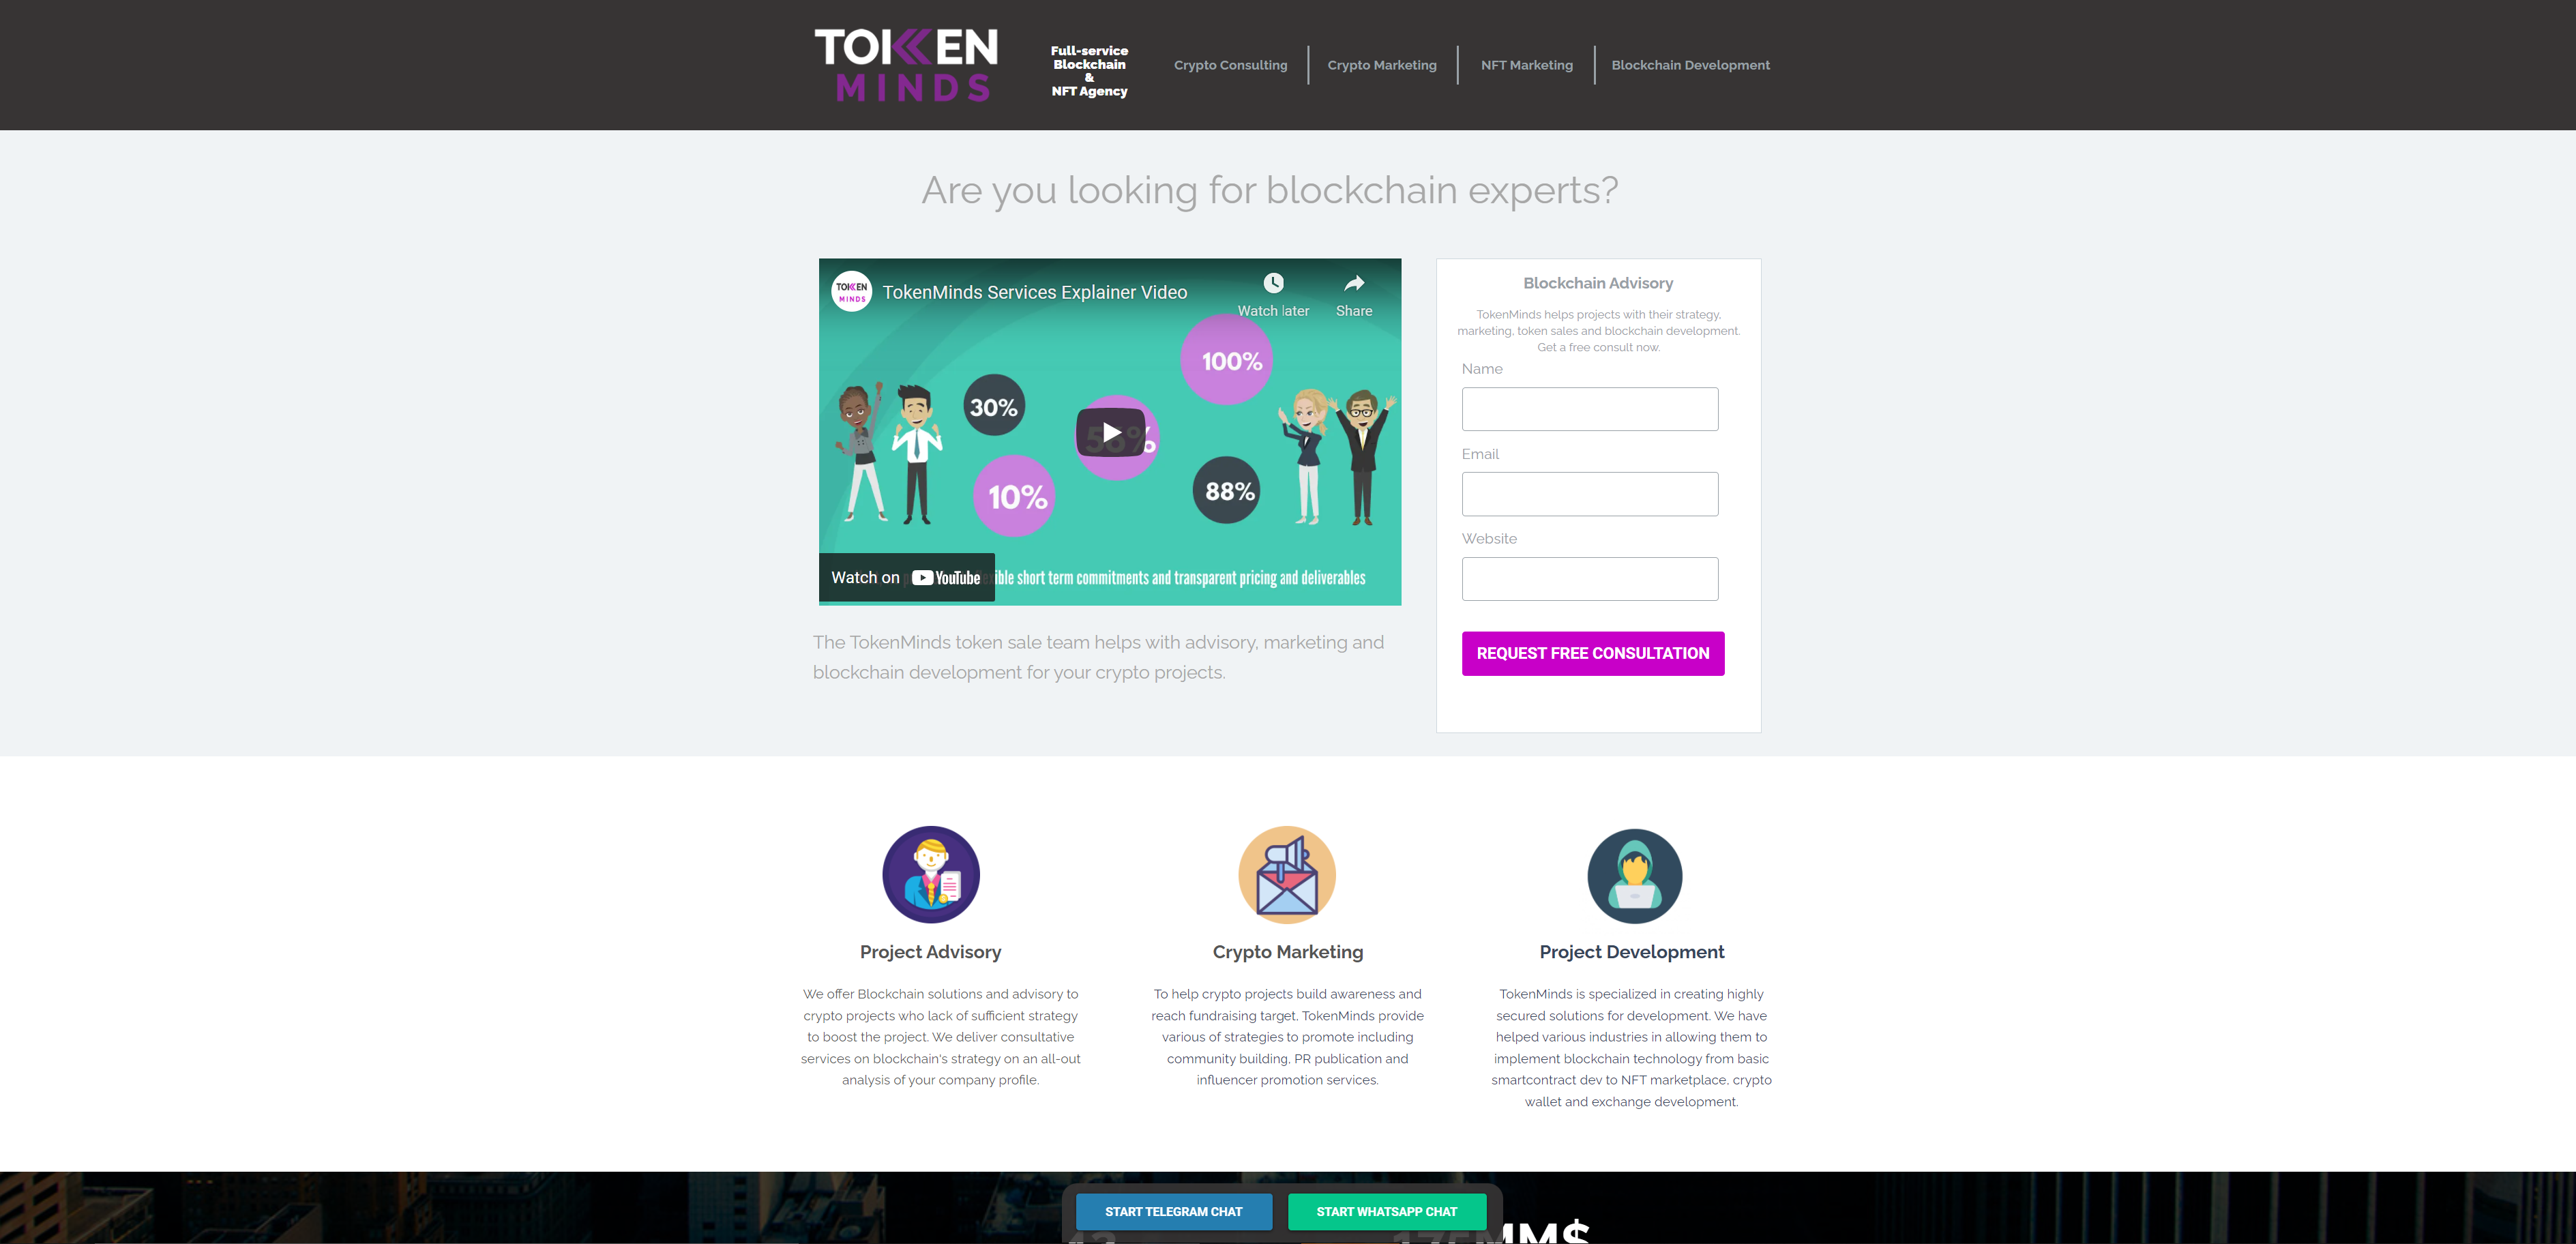 TOKEN
MINDS
Full-service
Blockchain
&
NFT Agency
Crypto Consulting
Crypto Marketing
NFT Marketing
Blockchain Development
Are you looking for blockchain experts?
TOKEN
MINDS
TokenMinds Services Explainer Video
Watch later
Share
100%
30%
10%
88%
Watch on YouTube
ible short term commitments and transparent pricing and deliverables
The TokenMinds token sale team helps with advisory, marketing and
blockchain development for your crypto projects.
Blockchain Advisory
TokenMinds helps projects with their strategy,
marketing, token sales and blockchain development.
Get a free consult now.
Name
Email
Website
REQUEST FREE CONSULTATION
Project Advisory
We offer Blockchain solutions and advisory to
crypto projects who lack of sufficient strategy
to boost the project. We deliver consultative
services on blockchain's strategy on an all-out
analysis of your company profile.
Crypto Marketing
To help crypto projects build awareness and
reach fundraising target, TokenMinds provide
various of strategies to promote including
community building, PR publication and
influencer promotion services.
Project Development
TokenMinds is specialized in creating highly
secured solutions for development. We have
helped various industries in allowing them to
implement blockchain technology from basic
smartcontract dev to NFT marketplace, crypto
wallet and exchange development.
START TELEGRAM CHAT
START WHATSAPP CHAT